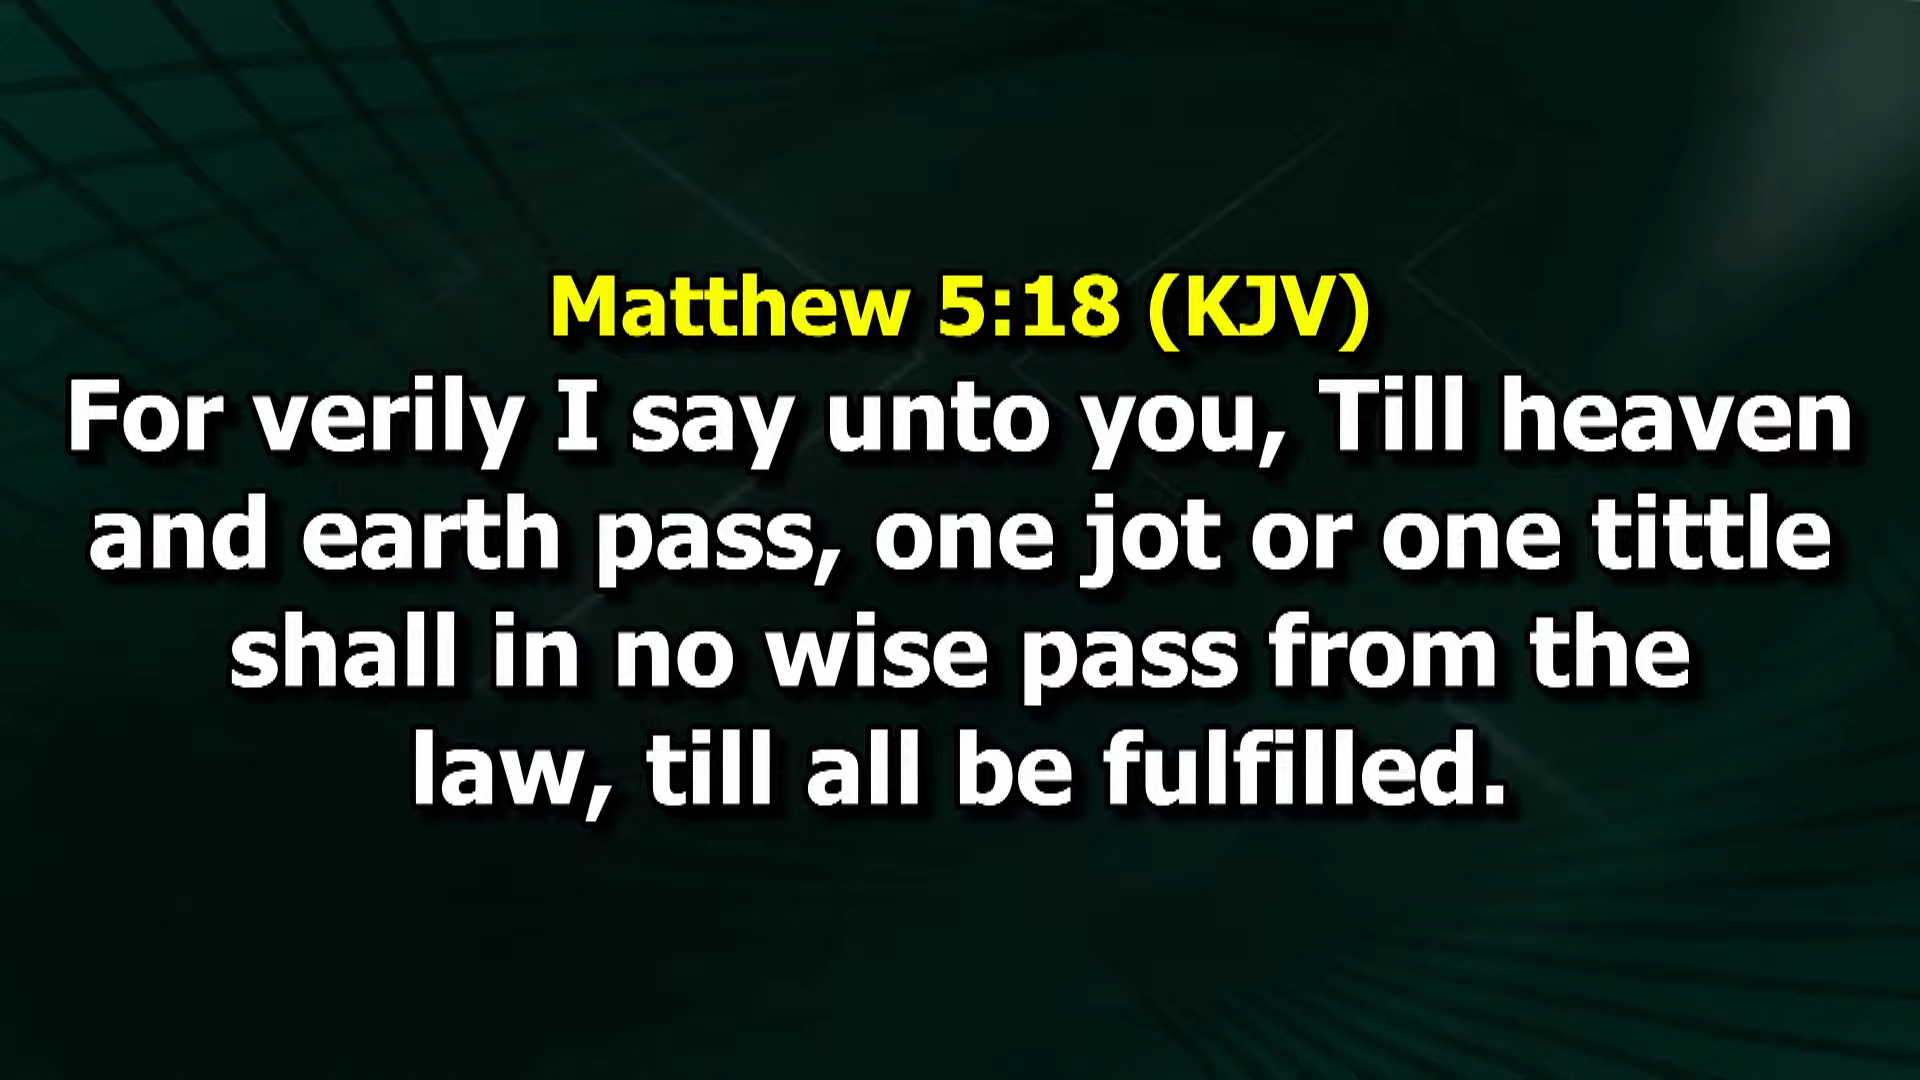 Matthew 5:18 (KJV)
For verily I say unto you, Till heaven
and earth pass, one jot or one tittle
shall in no wise pass from the
law, till all be fulfilled.